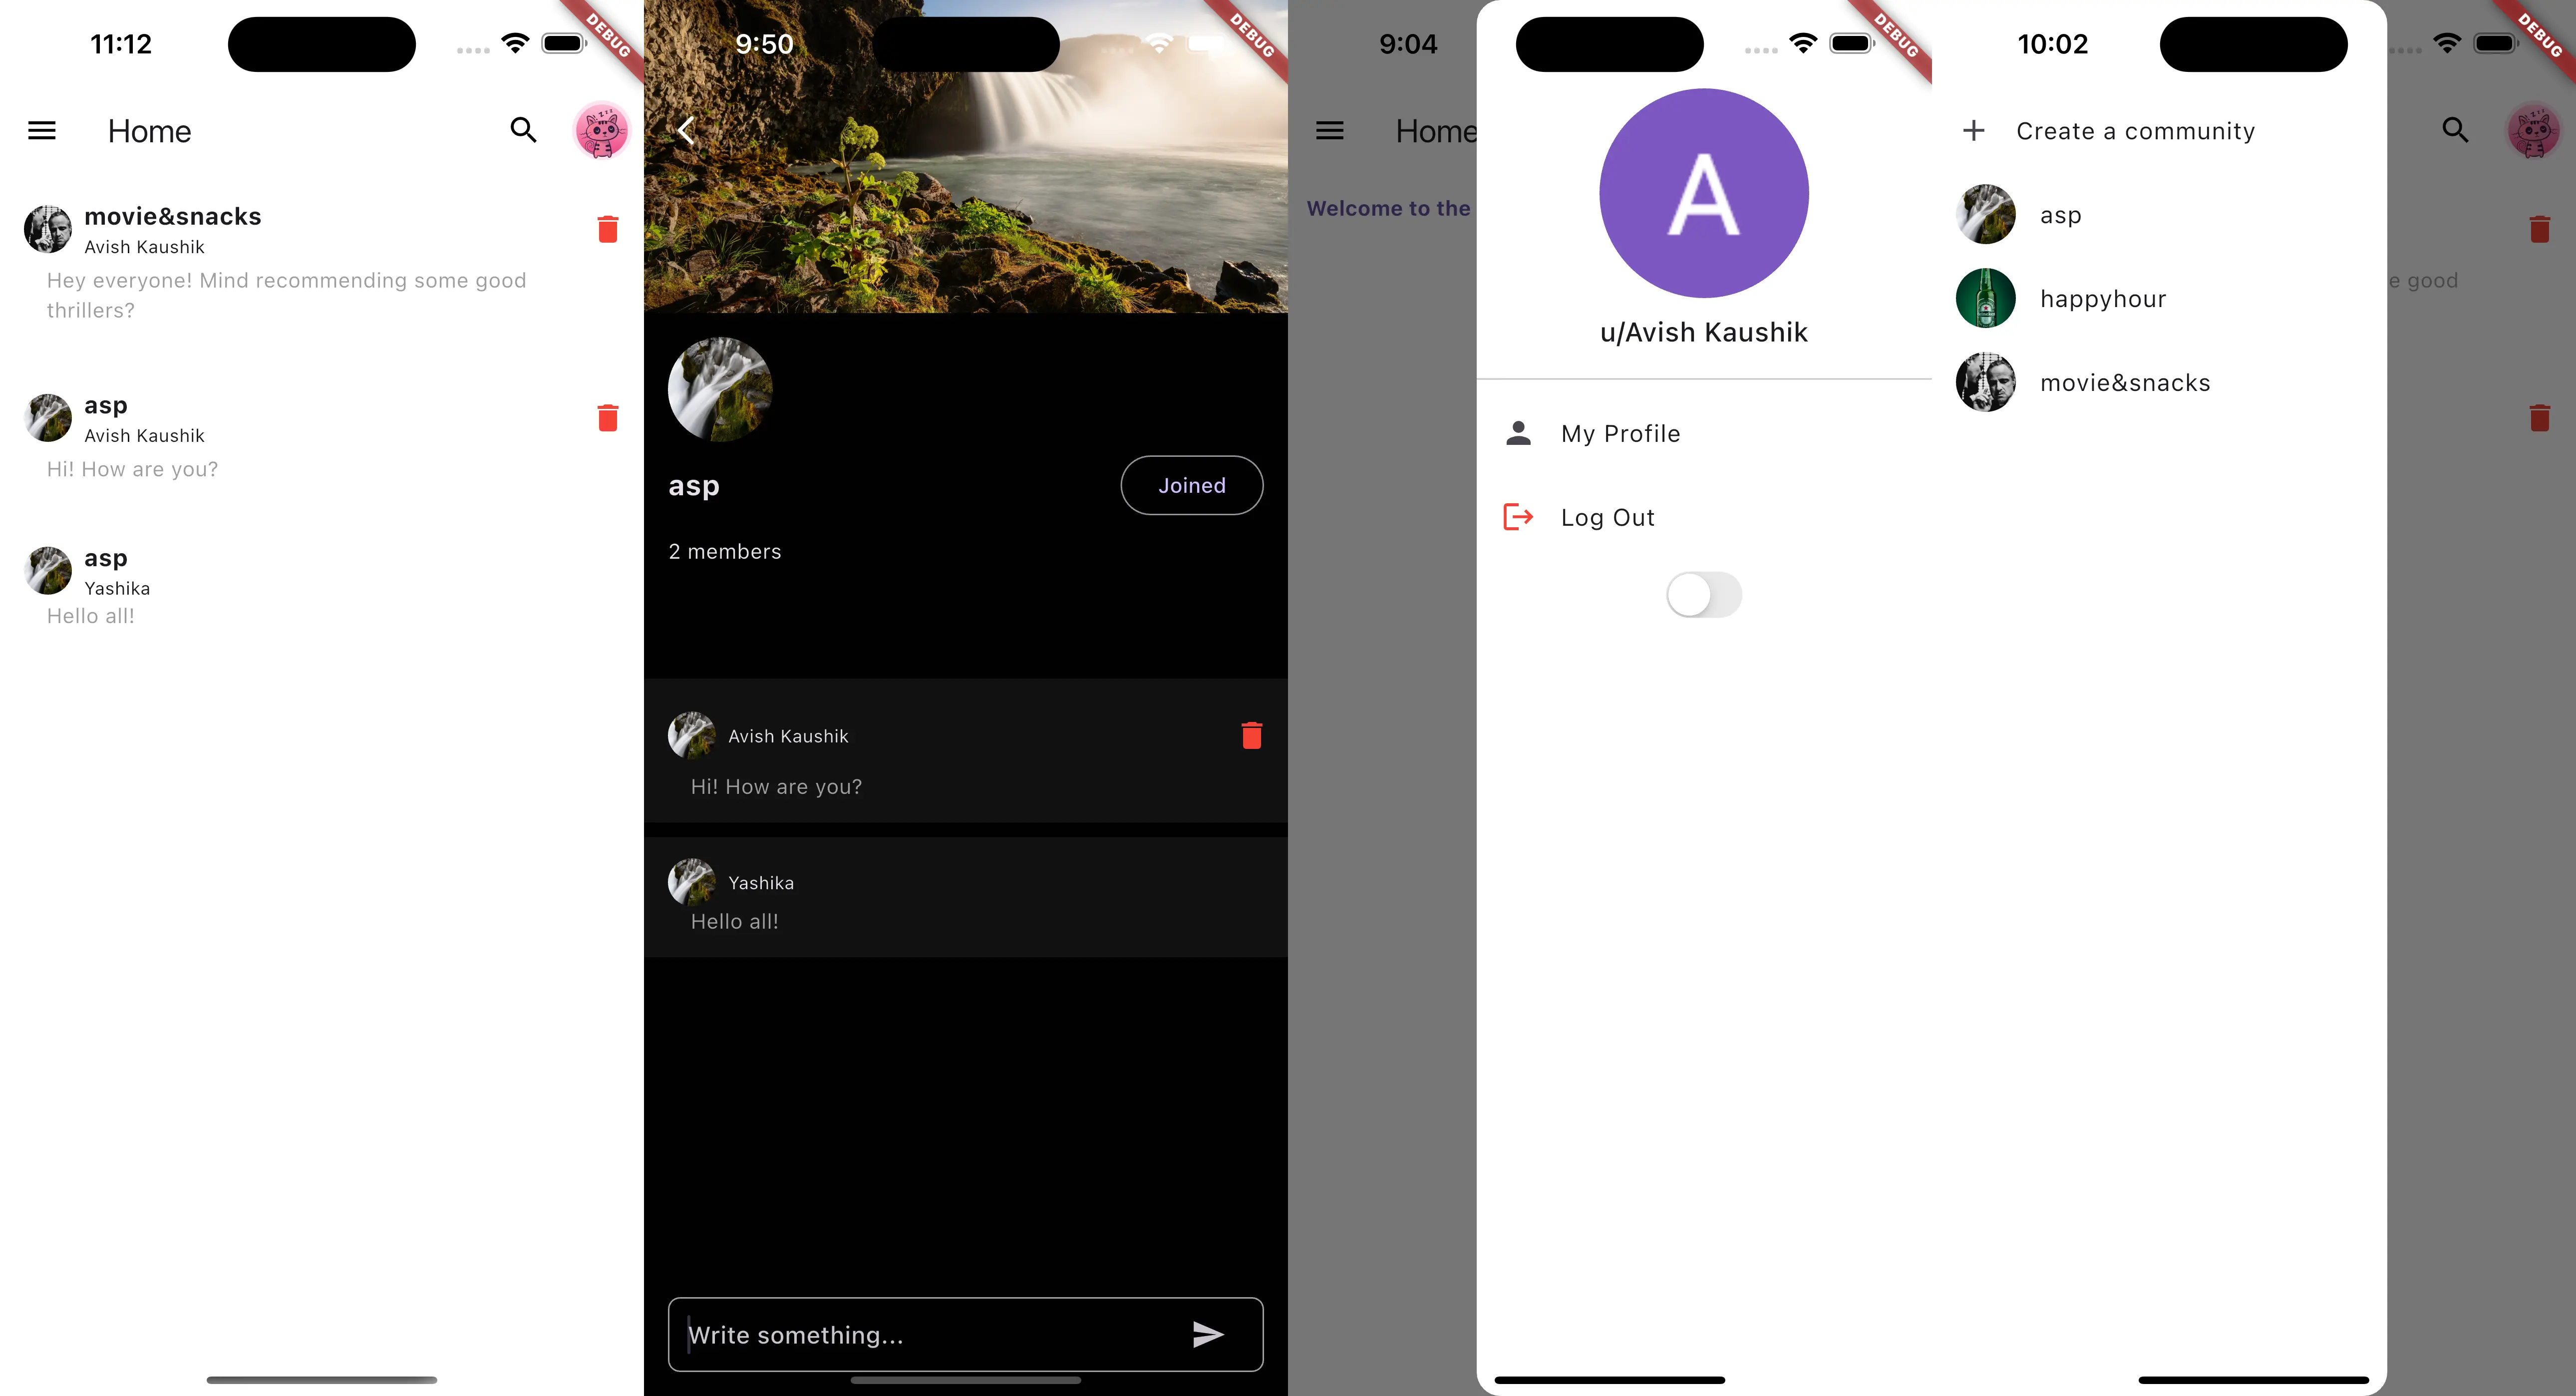 11:12
DEBUG
Home
movie&snacks
Avish Kaushik
Hey everyone! Mind recommending some good
thrillers?
asp
Avish Kaushik
Hi! How are you?
asp
Yashika
Hello all!
9:50
DEBUG
asp
Joined
2 members
Avish Kaushik
Hi! How are you?
Yashika
Hello all!
Write something...
9:04
DEBUG
Home
Welcome to the
A
u/Avish Kaushik
My Profile
Log Out
10:02
DEBUG
Create a community
asp
happyhour
movie&snacks
e good